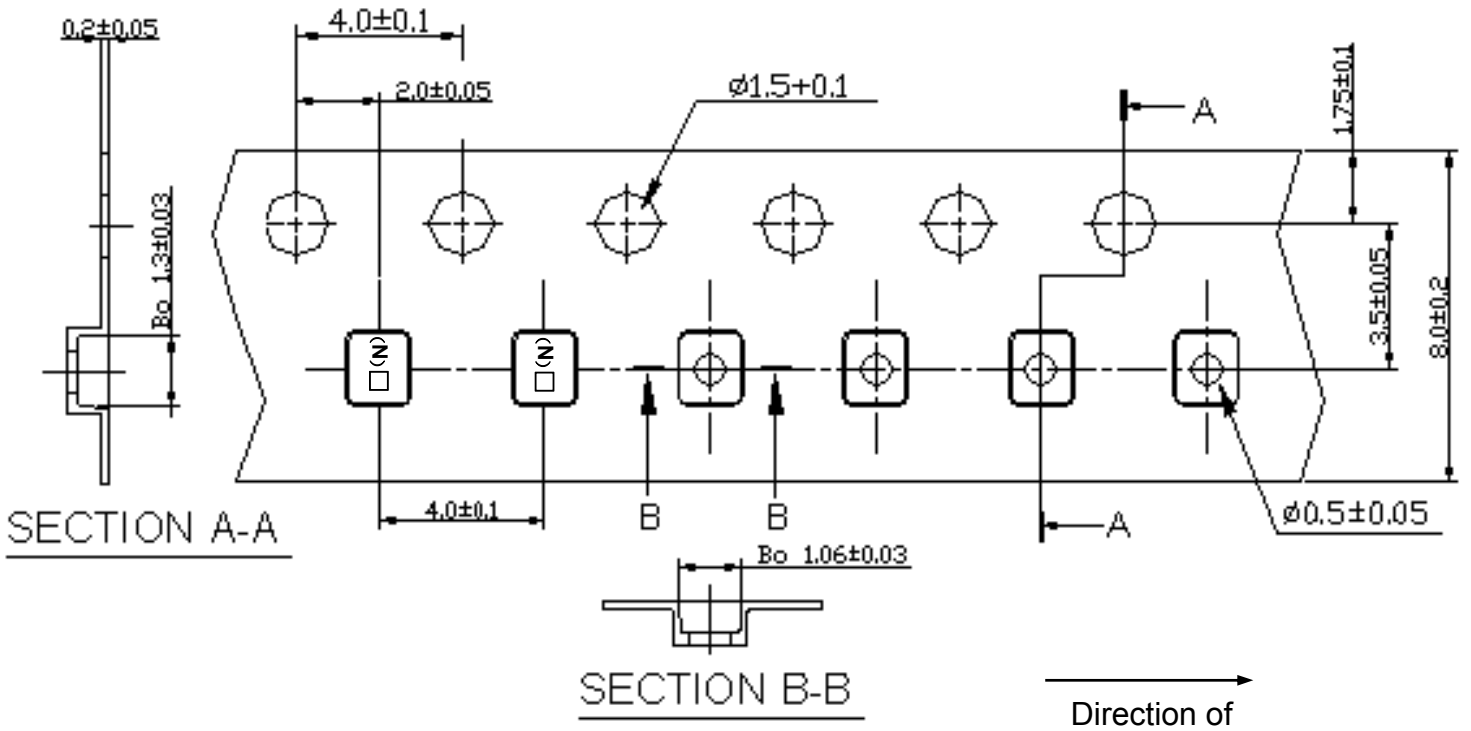 0.2±0.05
4.0±0.1
2.0±0.05
Ø1.5+0.1
A
1.75±0.1
Bo 1.3±0.03
3.5±0.05
8.0±0.2
□(N)
□(N)
4.0±0.1
B
B
A
Ø0.5±0.05
SECTION A-A
Bo 1.06±0.03
SECTION B-B
Direction of